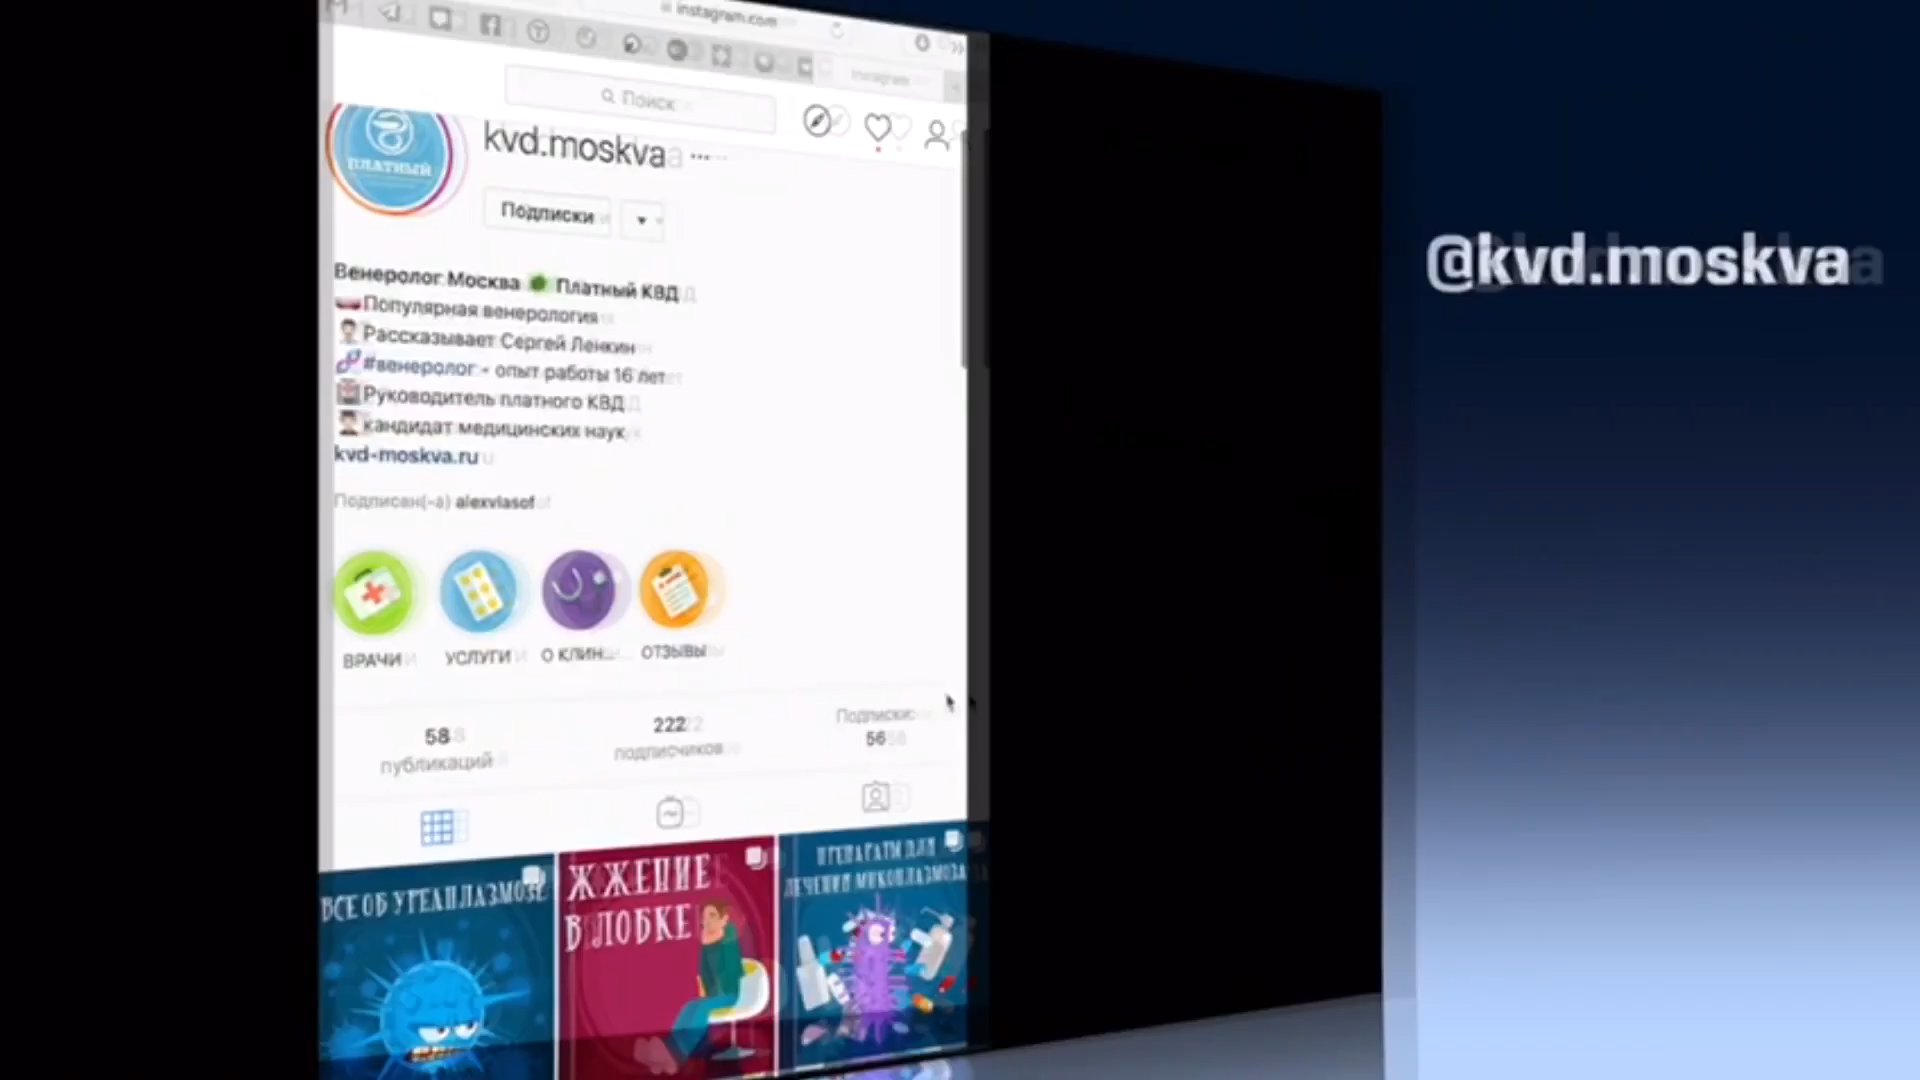 instagram.com
Instagram
Поиск
ПЛАТНЫЙ
kvd.moskva
Подписки
Венеролог Москва Платный КВД
Популярная венерология
Рассказывает Сергей Ленкин
#венеролог - опыт работы 16 лет
Руководитель платного КВД
кандидат медицинских наук
kvd-moskva.ru
Подписан(-а) alexvlasof
ВРАЧИ
УСЛУГИ
О КЛИН...
ОТЗЫВЫ
58
публикаций
222
подписчиков
Подписки:
56
ВСЕ ОБ УРЕАПЛАЗМОЗЕ
ЖЖЕНИЕ
В ЛОБКЕ
ПРЕПАРАТЫ ДЛЯ
ЛЕЧЕНИЯ МИКОПЛАЗМОЗА
@kvd.moskva